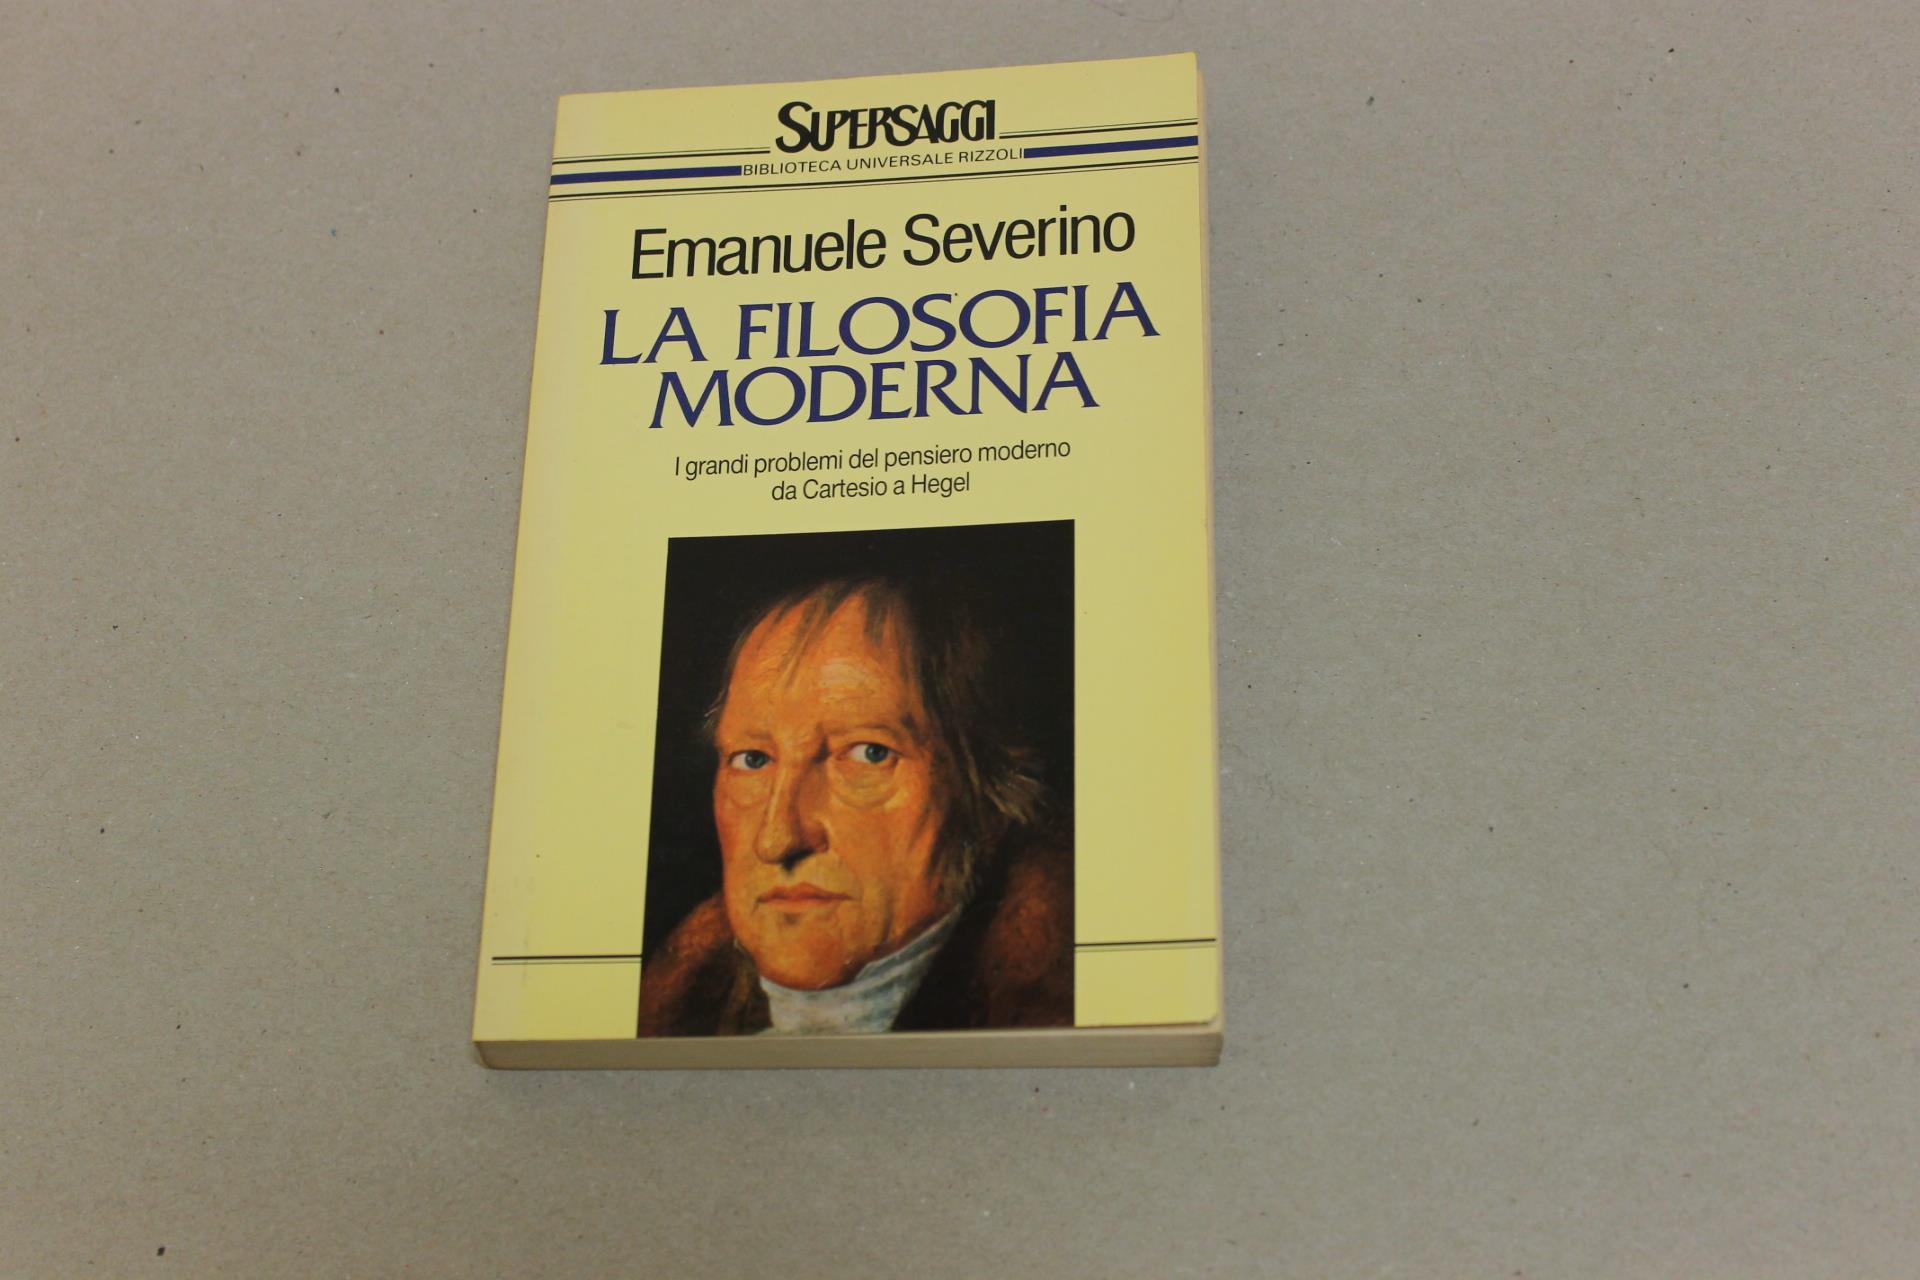 SUPERSAGGI
BIBLIOTECA UNIVERSALE RIZZOLI
Emanuele Severino
LA FILOSOFIA
MODERNA
I grandi problemi del pensiero moderno
da Cartesio a Hegel